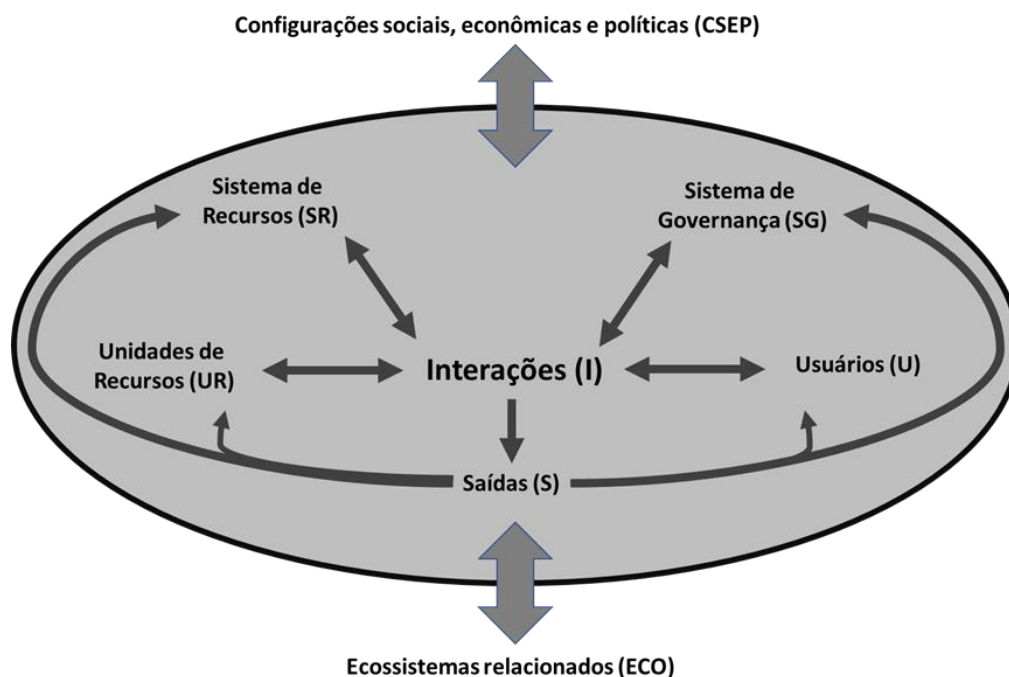 Configurações sociais, econômicas e políticas (CSEP)
Sistema de
Recursos (SR)
Sistema de
Governança (SG)
Unidades de
Recursos (UR)
Interações (I)
Usuários (U)
Saídas (S)
Ecossistemas relacionados (ECO)